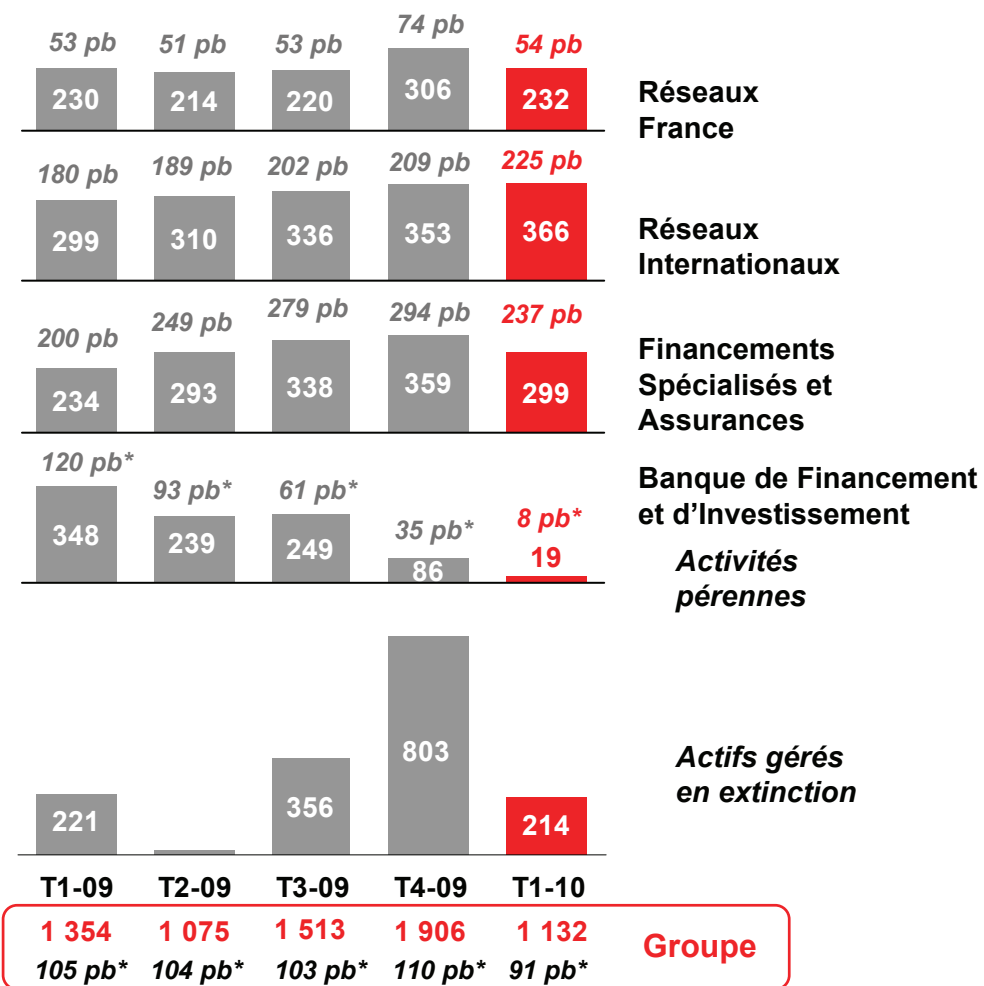 53 pb 51 pb 53 pb 74 pb 54 pb
230 214 220 306 232
Réseaux
France
180 pb 189 pb 202 pb 209 pb 225 pb
299 310 336 353 366
Réseaux
Internationaux
200 pb 249 pb 279 pb 294 pb 237 pb
234 293 338 359 299
Financements
Spécialisés et
Assurances
120 pb* 93 pb* 61 pb* 35 pb* 8 pb*
348 239 249 86 19
Banque de Financement
et d’Investissement
Activités
pérennes
221 356 803 214
Actifs gérés
en extinction
T1-09 T2-09 T3-09 T4-09 T1-10
1 354 1 075 1 513 1 906 1 132
105 pb* 104 pb* 103 pb* 110 pb* 91 pb*
Groupe